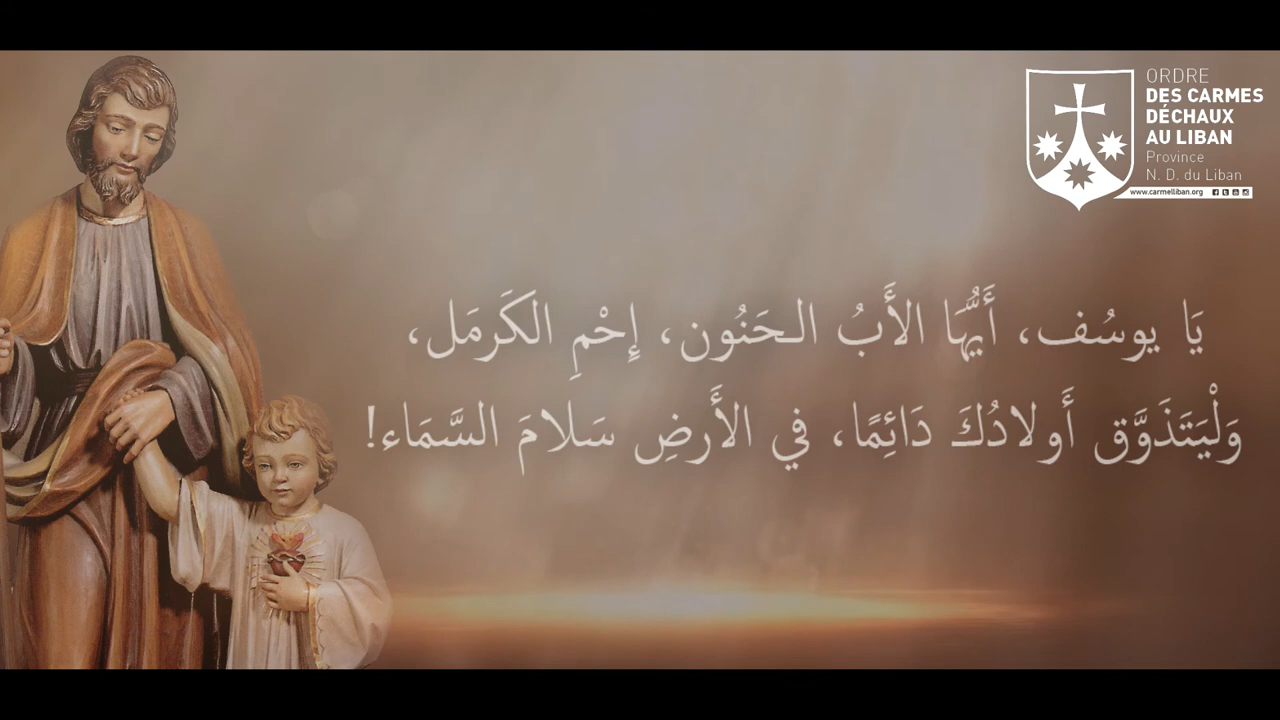 ORDRE
DES CARMES
DÉCHAUX
AU LIBAN
Province
N. D. du Liban
www.carmelliban.org
يَا يوسُف، أَيُّهَا الأَبُ الحَنُون، إِحْمِ الكَرمَل،
وَلْيَتَذَوَّق أَولادُكَ دَائِمًا، في الأَرضِ سَلامَ السَّمَاء!